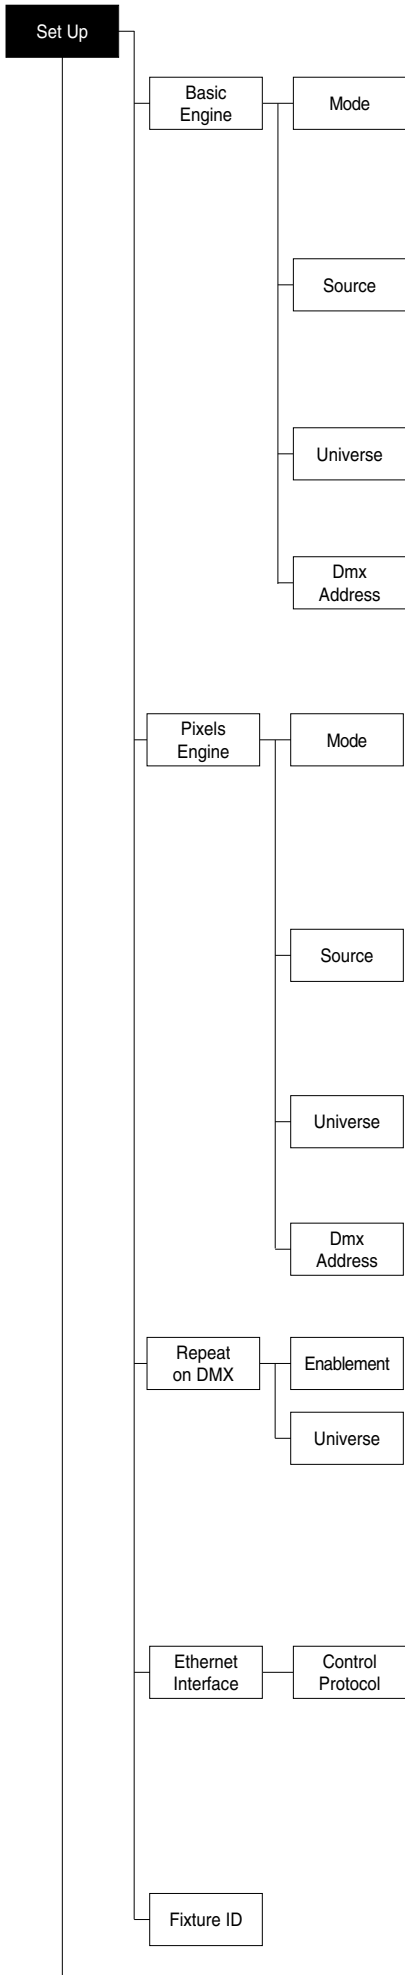 Set Up
Basic
Engine
Mode
Source
Universe
Dmx
Address
Pixels
Engine
Mode
Source
Universe
Dmx
Address
Repeat
on DMX
Enablement
Universe
Ethernet
Interface
Control
Protocol
Fixture ID